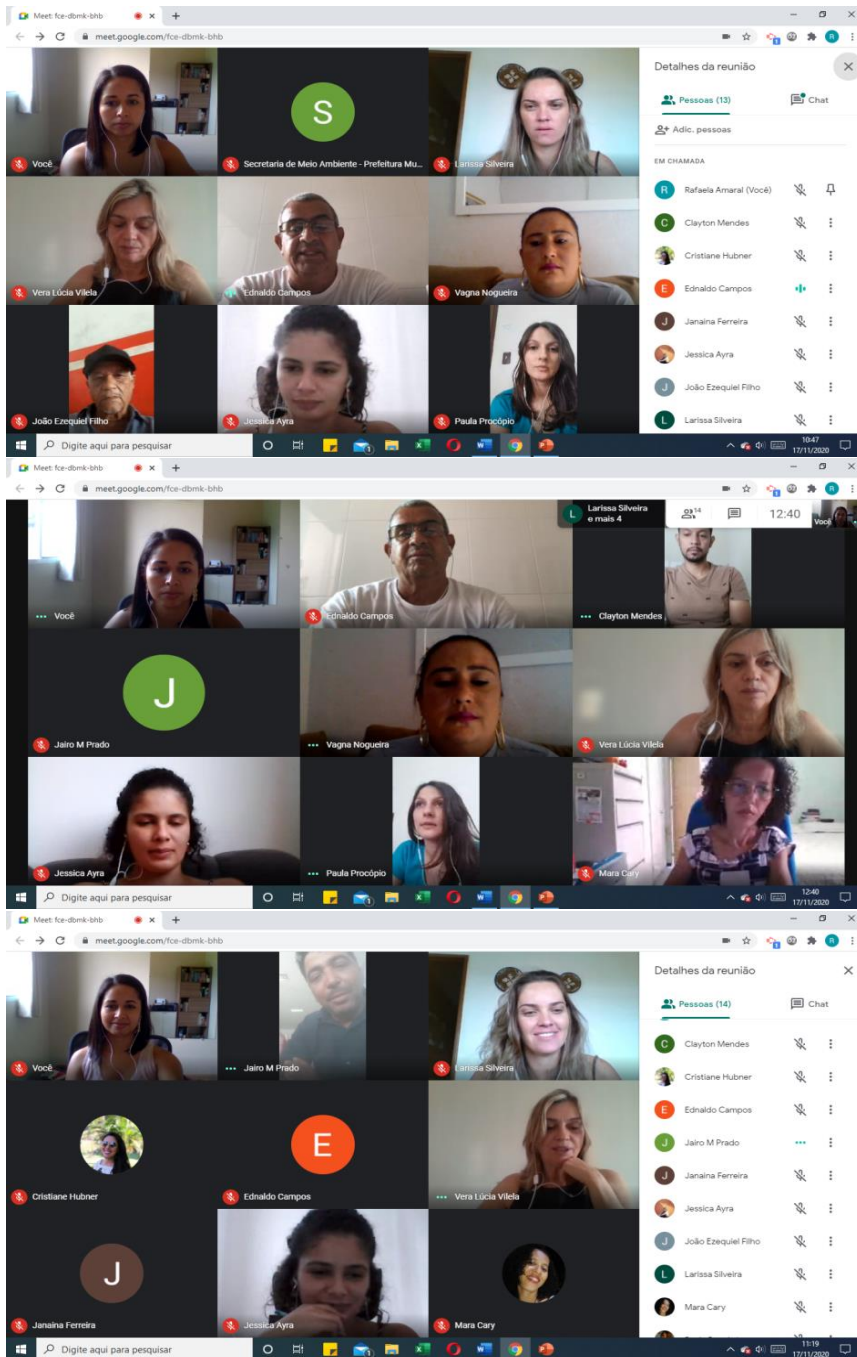 Meet: fce-dbmk-bhb
meet.google.com/fce-dbmk-bhb
Você
Secretaria de Meio Ambiente - Prefeitura Mu...
Larissa Silveira
Vera Lúcia Vilela
Ednaldo Campos
Vagna Nogueira
João Ezequiel Filho
Jessica Ayra
Paula Procópio
Detalhes da reunião
Pessoas (13)
Chat
Adic. pessoas
EM CHAMADA
R Rafaela Amaral (Você)
C Clayton Mendes
Cristiane Hubner
E Ednaldo Campos
J Janaina Ferreira
Jessica Ayra
J João Ezequiel Filho
L Larissa Silveira
S
Digite aqui para pesquisar
10:47
17/11/2020
Meet: fce-dbmk-bhb
meet.google.com/fce-dbmk-bhb
L Larissa Silveira
e mais 4
14
12:40
Você
Você
Ednaldo Campos
Clayton Mendes
J
Jairo M Prado
Vagna Nogueira
Vera Lúcia Vilela
Jessica Ayra
Paula Procópio
Mara Cary
Digite aqui para pesquisar
12:40
17/11/2020
Meet: fce-dbmk-bhb
meet.google.com/fce-dbmk-bhb
Você
Jairo M Prado
Larissa Silveira
Cristiane Hubner
E
Ednaldo Campos
Vera Lúcia Vilela
J
Janaina Ferreira
Jessica Ayra
Mara Cary
Detalhes da reunião
Pessoas (14)
Chat
C Clayton Mendes
Cristiane Hubner
E Ednaldo Campos
J Jairo M Prado
J Janaina Ferreira
Jessica Ayra
J João Ezequiel Filho
L Larissa Silveira
Mara Cary
Digite aqui para pesquisar
11:19
17/11/2020